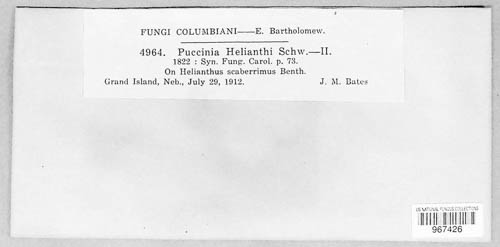 FUNGI COLUMBIANI—E. Bartholomew.
4964. Puccinia Helianthi Schw.—II.
1822 : Syn. Fung. Carol. p. 73.
On Helianthus scaberrimus Benth.
Grand Island, Neb., July 29, 1912. J. M. Bates
US NATIONAL FUNGUS COLLECTIONS
967426